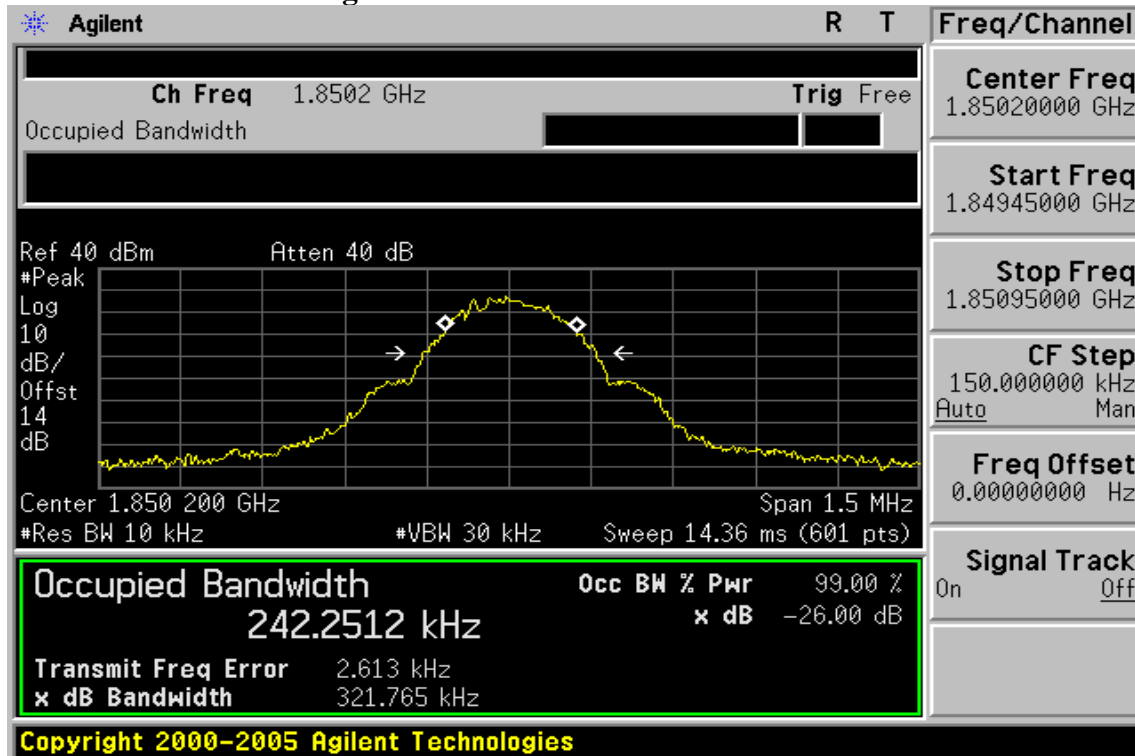 Agilent R T Freq/Channel
Ch Freq 1.8502 GHz Trig Free
Occupied Bandwidth
Center Freq
1.85020000 GHz
Start Freq
1.84945000 GHz
Stop Freq
1.85095000 GHz
CF Step
150.000000 kHz
Auto Man
Freq Offset
0.00000000 Hz
Signal Track
On Off
Ref 40 dBm Atten 40 dB
#Peak
Log
10
dB/
Offst
14
dB
Center 1.850 200 GHz Span 1.5 MHz
#Res BW 10 kHz #VBW 30 kHz Sweep 14.36 ms (601 pts)
Occupied Bandwidth
242.2512 kHz
Occ BW % Pwr 99.00 %
x dB -26.00 dB
Transmit Freq Error 2.613 kHz
x dB Bandwidth 321.765 kHz
Copyright 2000-2005 Agilent Technologies